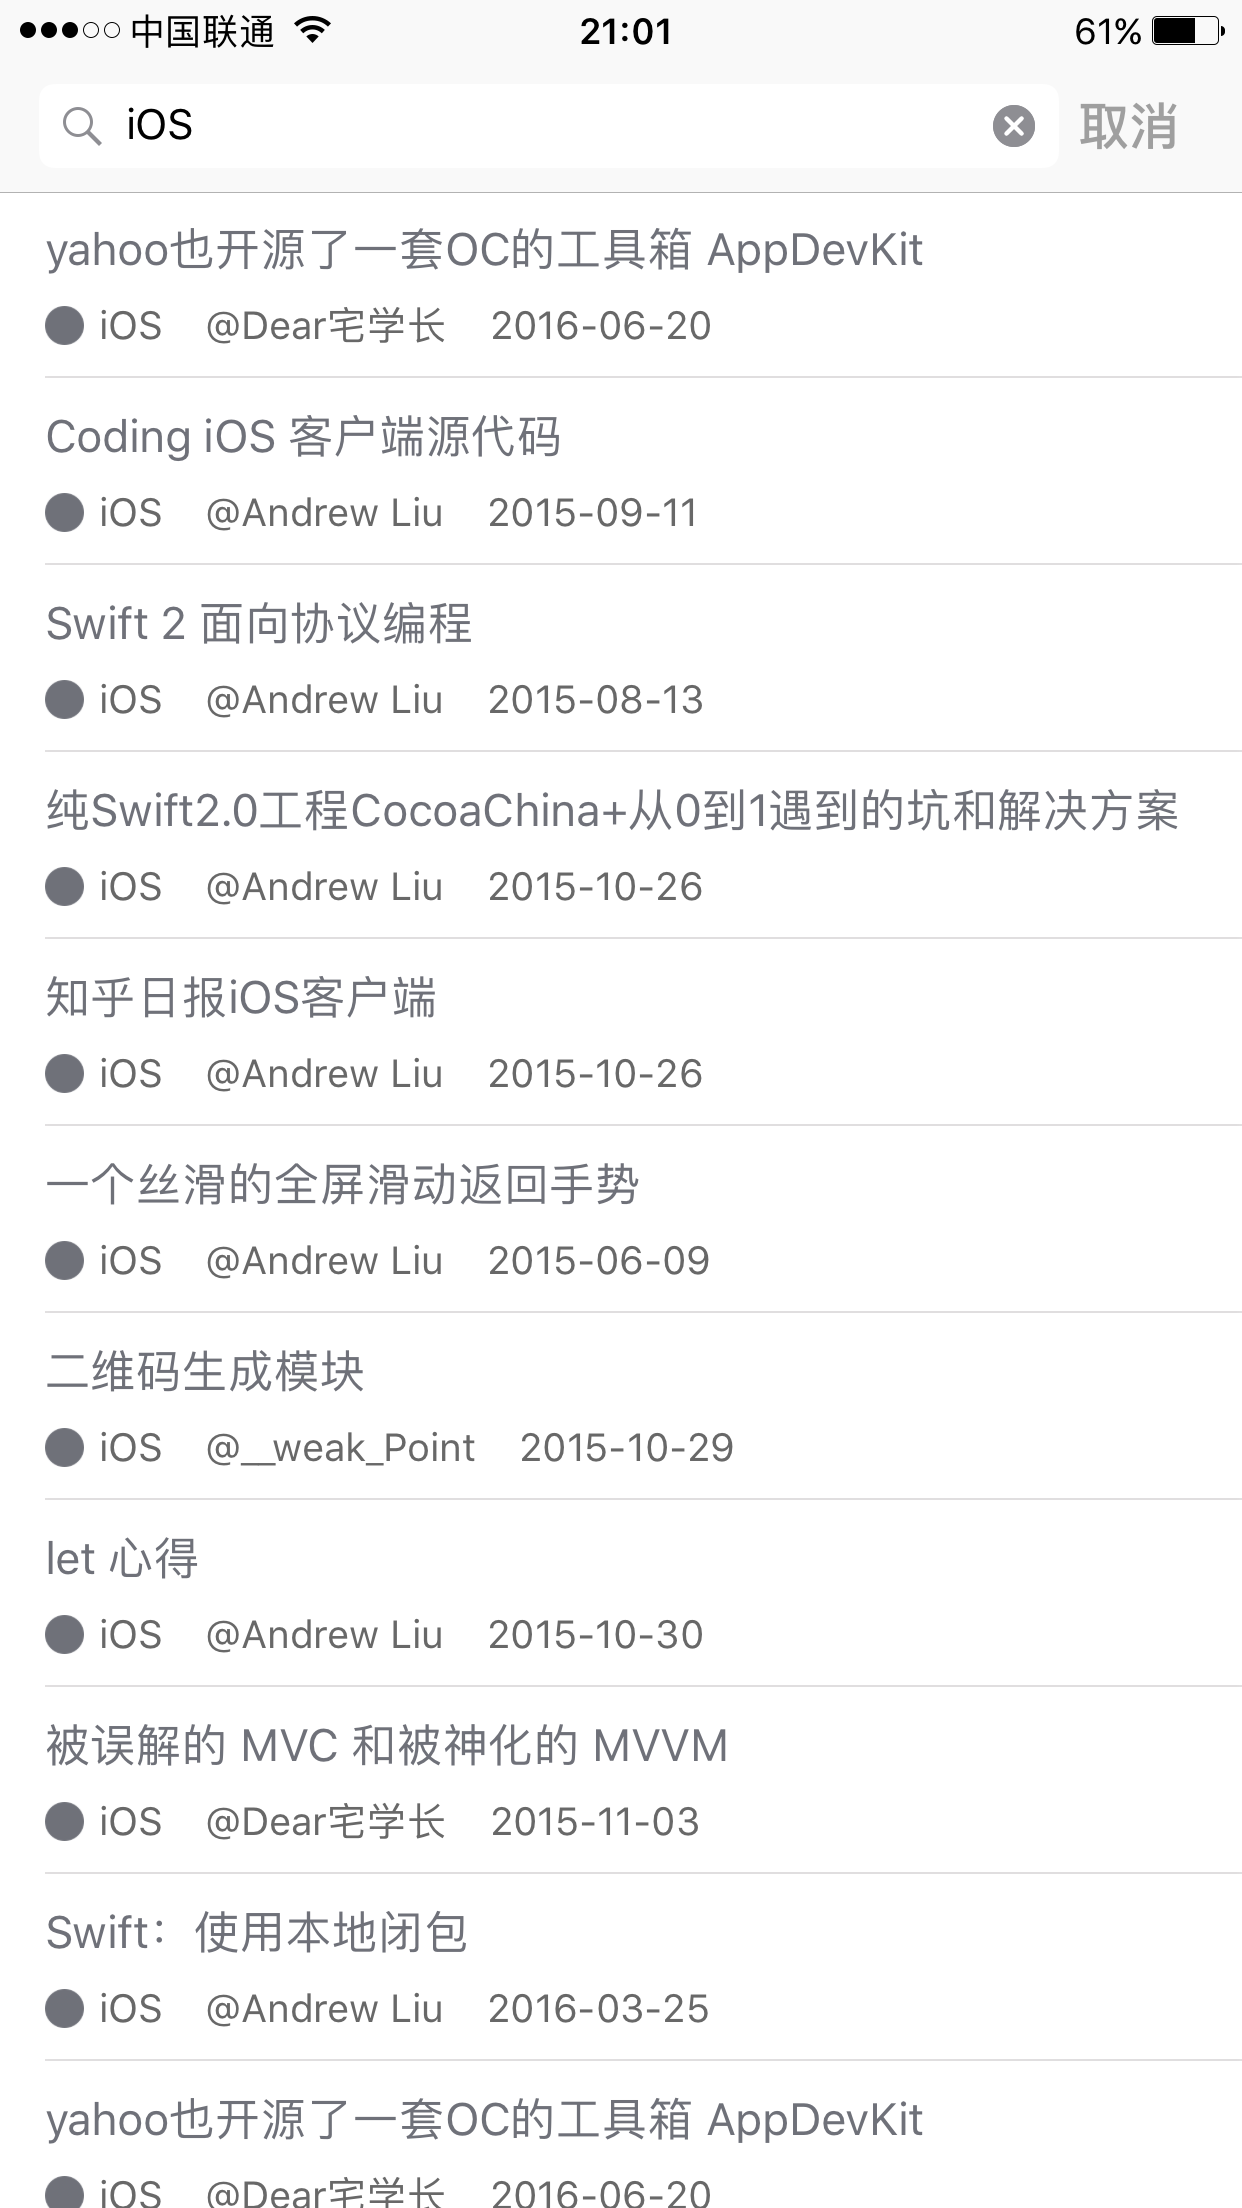 中国联通 21:01 61%
iOS 取消
yahoo也开源了一套OC的工具箱 AppDevKit
iOS @Dear宅学长 2016-06-20
Coding iOS 客户端源代码
iOS @Andrew Liu 2015-09-11
Swift 2 面向协议编程
iOS @Andrew Liu 2015-08-13
纯Swift2.0工程CocoaChina+从0到1遇到的坑和解决方案
iOS @Andrew Liu 2015-10-26
知乎日报iOS客户端
iOS @Andrew Liu 2015-10-26
一个丝滑的全屏滑动返回手势
iOS @Andrew Liu 2015-06-09
二维码生成模块
iOS @__weak_Point 2015-10-29
let 心得
iOS @Andrew Liu 2015-10-30
被误解的 MVC 和被神化的 MVVM
iOS @Dear宅学长 2015-11-03
Swift：使用本地闭包
iOS @Andrew Liu 2016-03-25
yahoo也开源了一套OC的工具箱 AppDevKit
iOS @Dear宅学长 2016-06-20